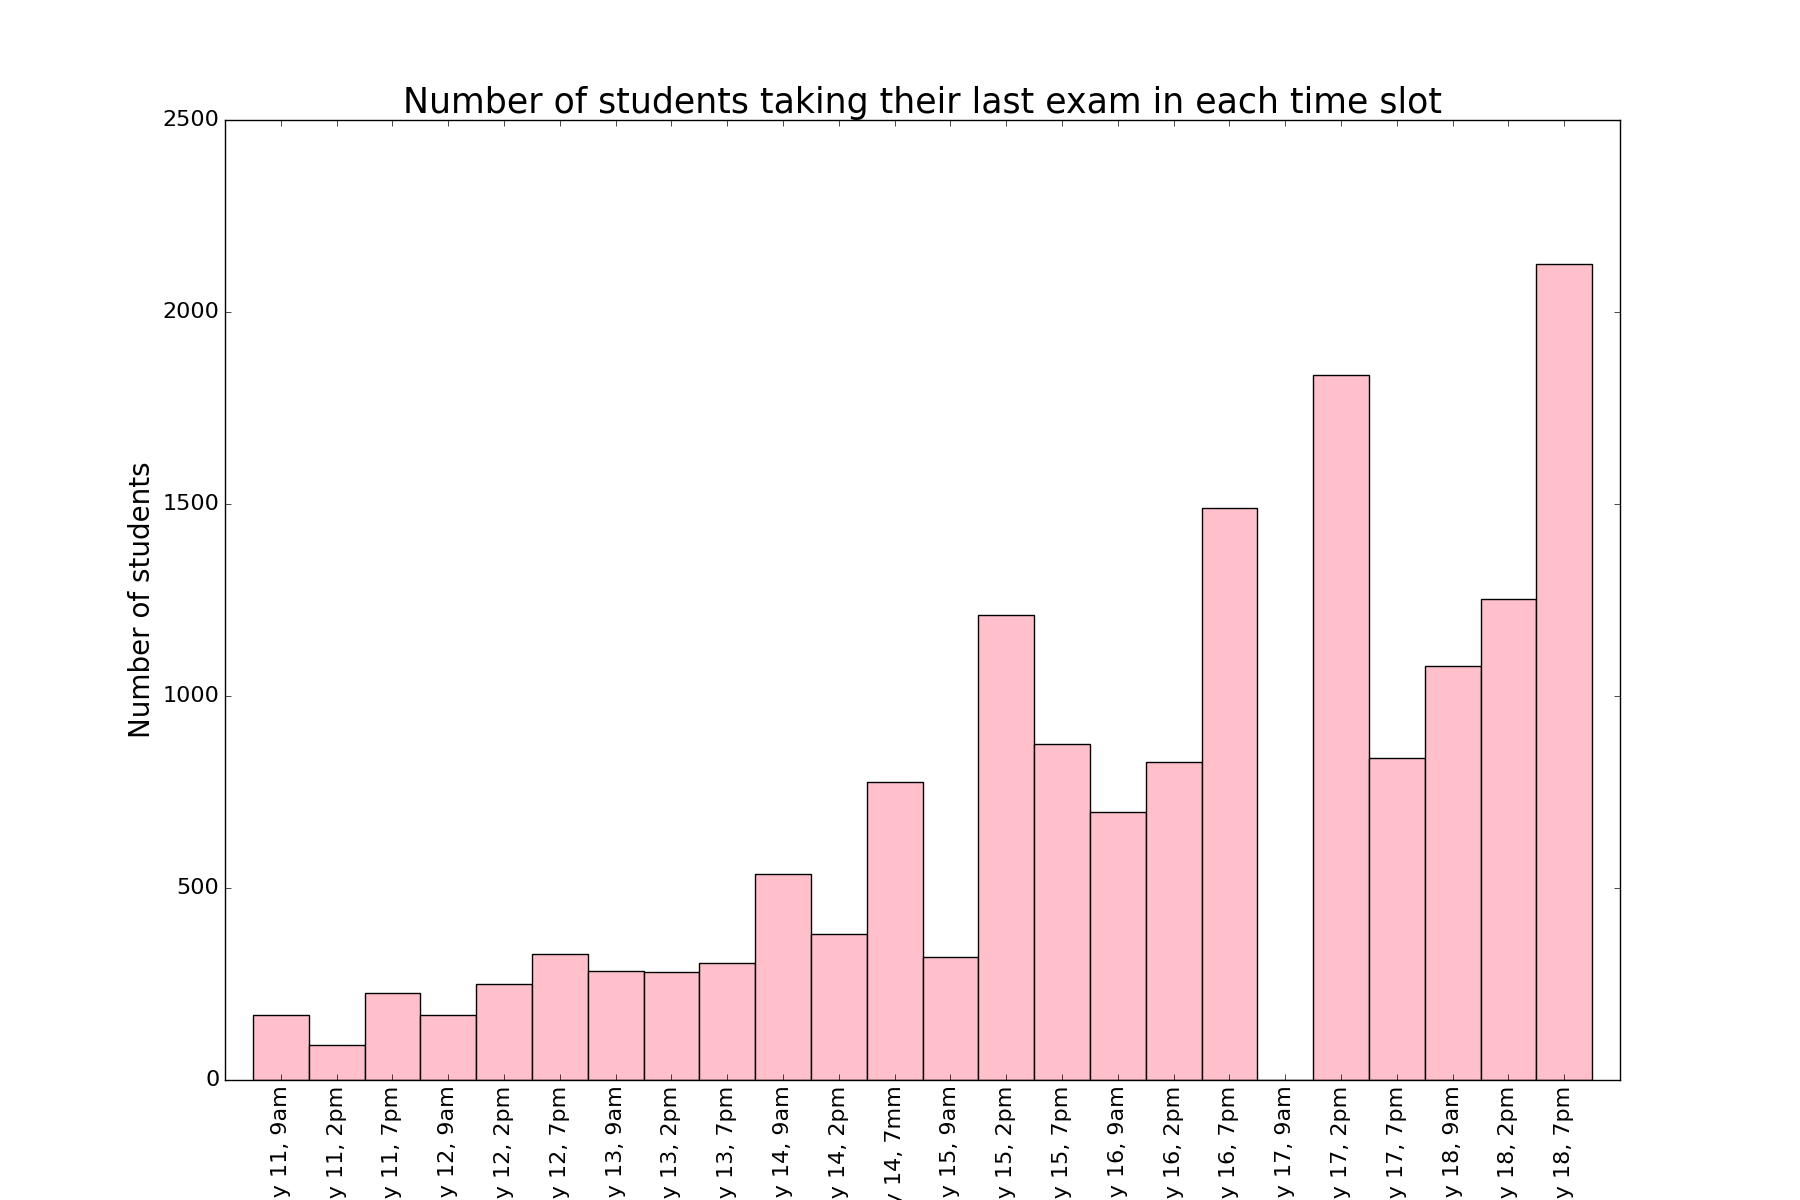 Number of students taking their last exam in each time slot
Number of students
2500
2000
1500
1000
500
0
y 11, 9am
y 11, 2pm
y 11, 7pm
y 12, 9am
y 12, 2pm
y 12, 7pm
y 13, 9am
y 13, 2pm
y 13, 7pm
y 14, 9am
y 14, 2pm
y 14, 7mm
y 15, 9am
y 15, 2pm
y 15, 7pm
y 16, 9am
y 16, 2pm
y 16, 7pm
y 17, 9am
y 17, 2pm
y 17, 7pm
y 18, 9am
y 18, 2pm
y 18, 7pm